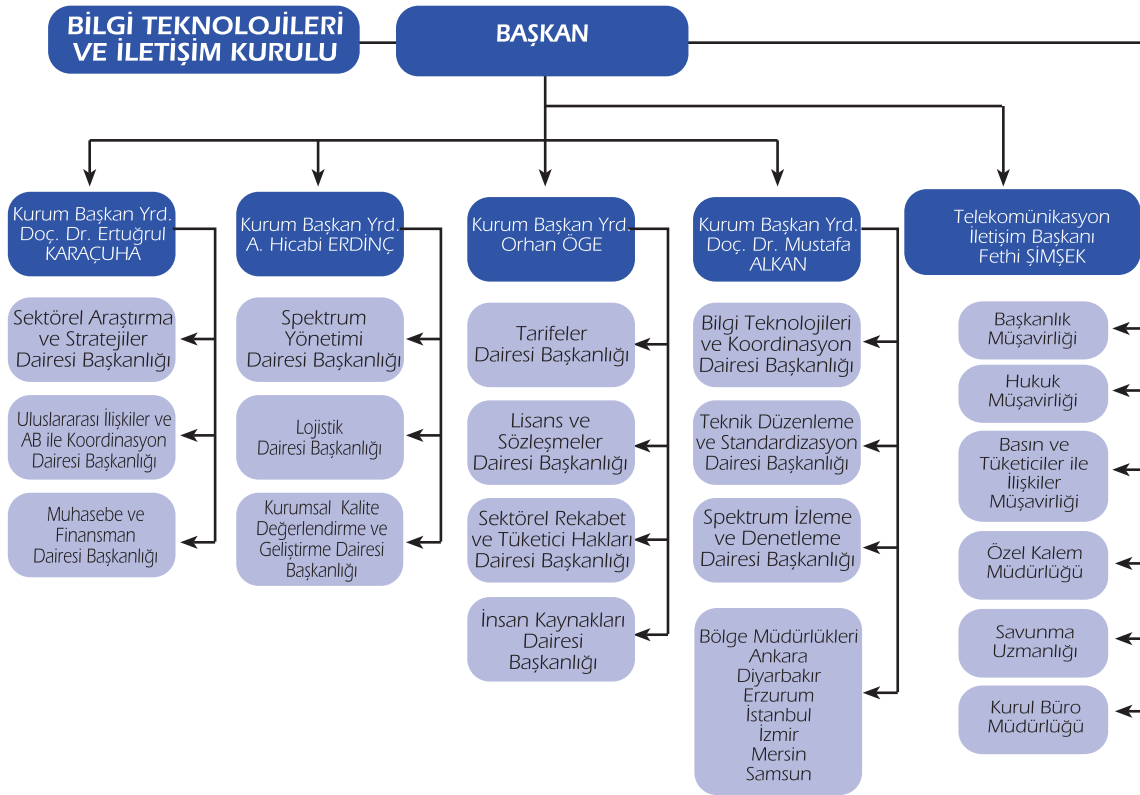 BİLGİ TEKNOLOJİLERİ
VE İLETİŞİM KURULU
BAŞKAN
Kurum Başkan Yrd.
Doç. Dr. Ertuğrul
KARAÇUHA
Sektörel Araştırma
ve Stratejiler
Dairesi Başkanlığı
Uluslararası İlişkiler ve
AB ile Koordinasyon
Dairesi Başkanlığı
Muhasebe ve
Finansman
Dairesi Başkanlığı
Kurum Başkan Yrd.
A. Hicabi ERDİNÇ
Spektrum
Yönetimi
Dairesi Başkanlığı
Lojistik
Dairesi Başkanlığı
Kurumsal Kalite
Değerlendirme ve
Geliştirme Dairesi
Başkanlığı
Kurum Başkan Yrd.
Orhan ÖGE
Tarifeler
Dairesi Başkanlığı
Lisans ve
Sözleşmeler
Dairesi Başkanlığı
Sektörel Rekabet
ve Tüketici Hakları
Dairesi Başkanlığı
İnsan Kaynakları
Dairesi
Başkanlığı
Kurum Başkan Yrd.
Doç. Dr. Mustafa
ALKAN
Bilgi Teknolojileri
ve Koordinasyon
Dairesi Başkanlığı
Teknik Düzenleme
ve Standardizasyon
Dairesi Başkanlığı
Spektrum İzleme
ve Denetleme
Dairesi Başkanlığı
Bölge Müdürlükleri
Ankara
Diyarbakır
Erzurum
İstanbul
İzmir
Mersin
Samsun
Telekomünikasyon
İletişim Başkanı
Fethi ŞİMŞEK
Başkanlık
Müşavirliği
Hukuk
Müşavirliği
Basın ve
Tüketiciler ile
İlişkiler
Müşavirliği
Özel Kalem
Müdürlüğü
Savunma
Uzmanlığı
Kurul Büro
Müdürlüğü